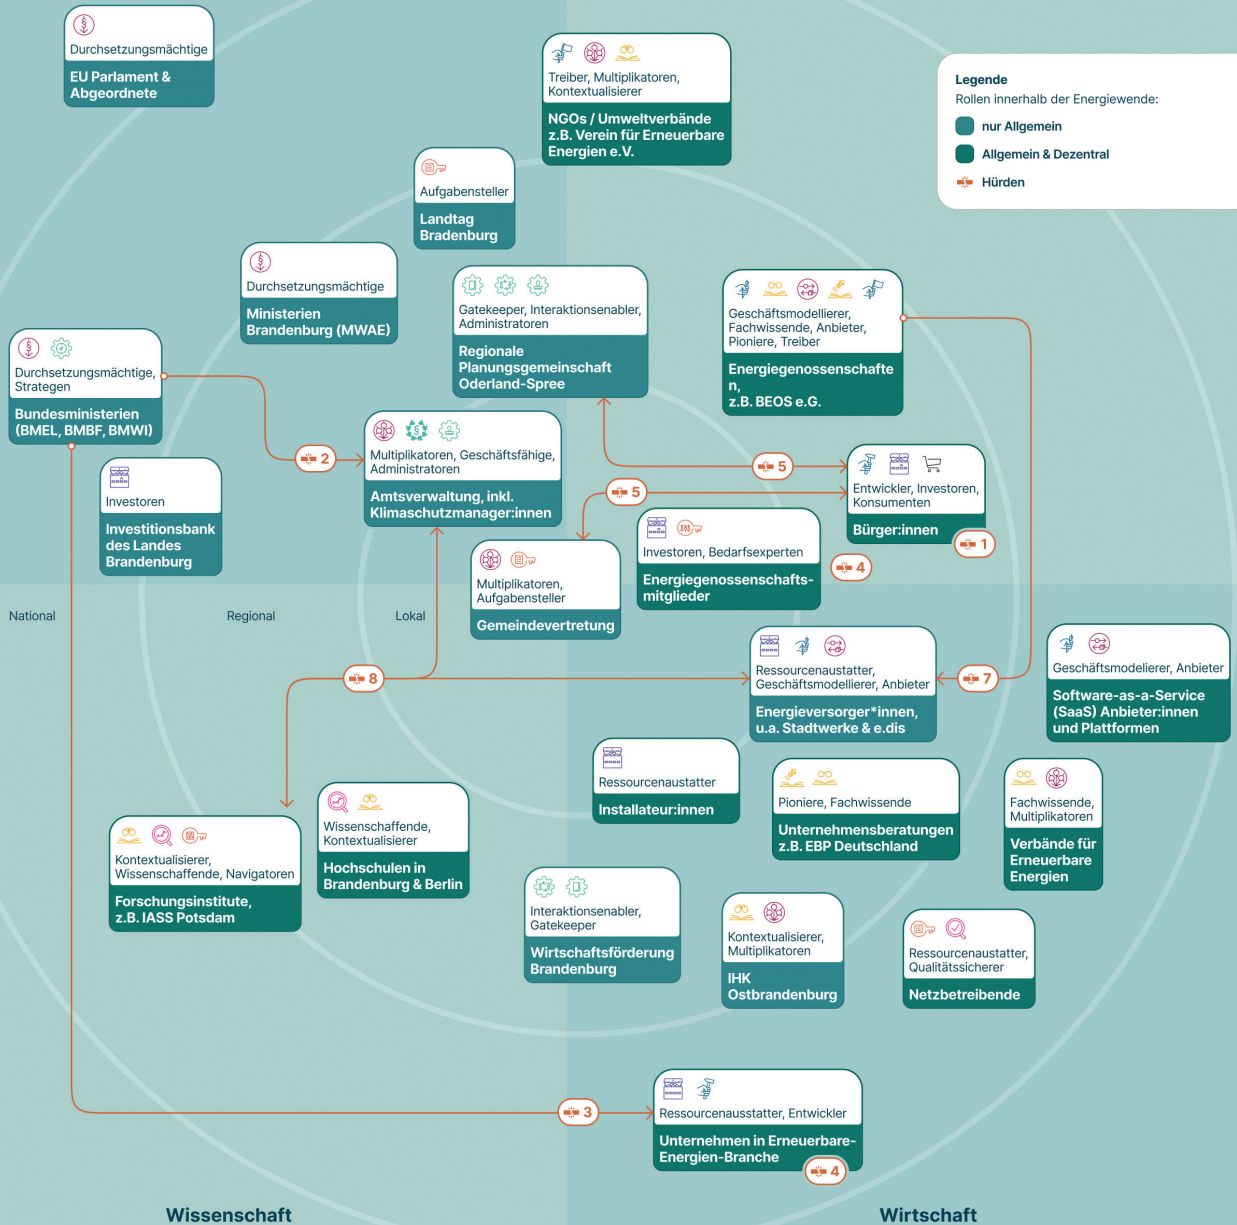 Durchsetzungsmächtige
EU Parlament &
Abgeordnete
Treiber, Multiplikatoren,
Kontextualisierer
NGOs / Umweltverbände
z.B. Verein für Erneuerbare
Energien e.V.
Legende
Rollen innerhalb der Energiewende:
nur Allgemein
Allgemein & Dezentral
Hürden
Aufgabensteller
Landtag
Bradenburg
Durchsetzungsmächtige
Ministerien
Brandenburg (MWAE)
Gatekeeper, Interaktionsenabler,
Administratoren
Regionale
Planungsgemeinschaft
Oderland-Spree
Geschäftsmodellierer,
Fachwissende, Anbieter,
Pioniere, Treiber
Energiegenossenschafte
n,
z.B. BEOS e.G.
Durchsetzungsmächtige,
Strategen
Bundesministerien
(BMEL, BMBF, BMWI)
2
Multiplikatoren, Geschäftsfähige,
Administratoren
Amtsverwaltung, inkl.
Klimaschutzmanager:innen
5
5
Entwickler, Investoren,
Konsumenten
Bürger:innen
1
Investoren
Investitionsbank
des Landes
Brandenburg
Investoren, Bedarfsexperten
Energiegenossenschafts-
mitglieder
4
Multiplikatoren,
Aufgabensteller
Gemeindevertretung
National
Regional
Lokal
8
Ressourcenaustatter,
Geschäftsmodellierer, Anbieter
Energieversorger*innen,
u.a. Stadtwerke & e.dis
7
Geschäftsmodelierer, Anbieter
Software-as-a-Service
(SaaS) Anbieter:innen
und Plattformen
Ressourcenaustatter
Installateur:innen
Pioniere, Fachwissende
Unternehmensberatungen
z.B. EBP Deutschland
Fachwissende,
Multiplikatoren
Verbände für
Erneuerbare
Energien
Wissenschaffende,
Kontextualisierer
Hochschulen in
Brandenburg & Berlin
Kontextualisierer,
Wissenschaffende, Navigatoren
Forschungsinstitute,
z.B. IASS Potsdam
Interaktionsenabler,
Gatekeeper
Wirtschaftsförderung
Brandenburg
Kontextualisierer,
Multiplikatoren
IHK
Ostbrandenburg
Ressourcenaustatter,
Qualitätssicherer
Netzbetreibende
3
Ressourcenausstatter, Entwickler
Unternehmen in Erneuerbare-
Energien-Branche
4
Wissenschaft
Wirtschaft